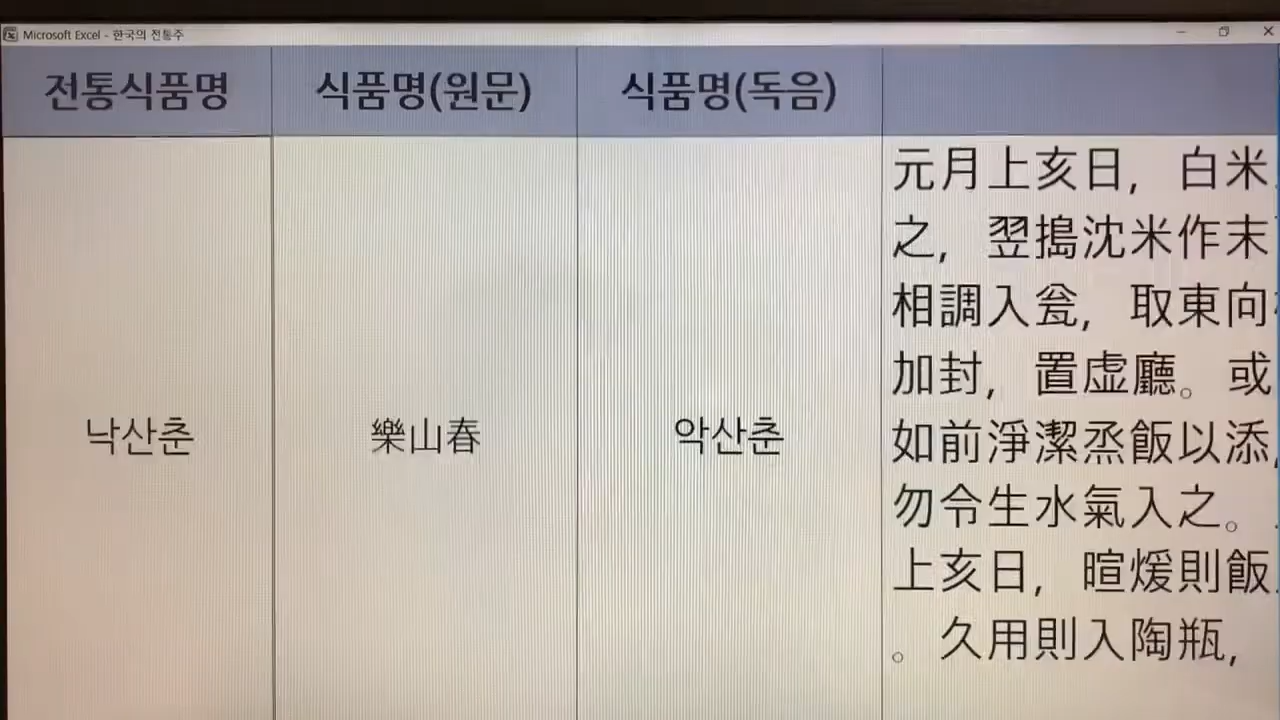 Microsoft Excel - 한국의 전통주
전통식품명 식품명(원문) 식품명(독음)
낙산춘 樂山春 악산춘
元月上亥日, 白米
之, 翌搗沈米作末
相調入瓮, 取東向
加封, 置虚廳。或
如前淨潔烝飯以添
勿令生水氣入之。
上亥日, 暄煖則飯
。久用則入陶瓶,